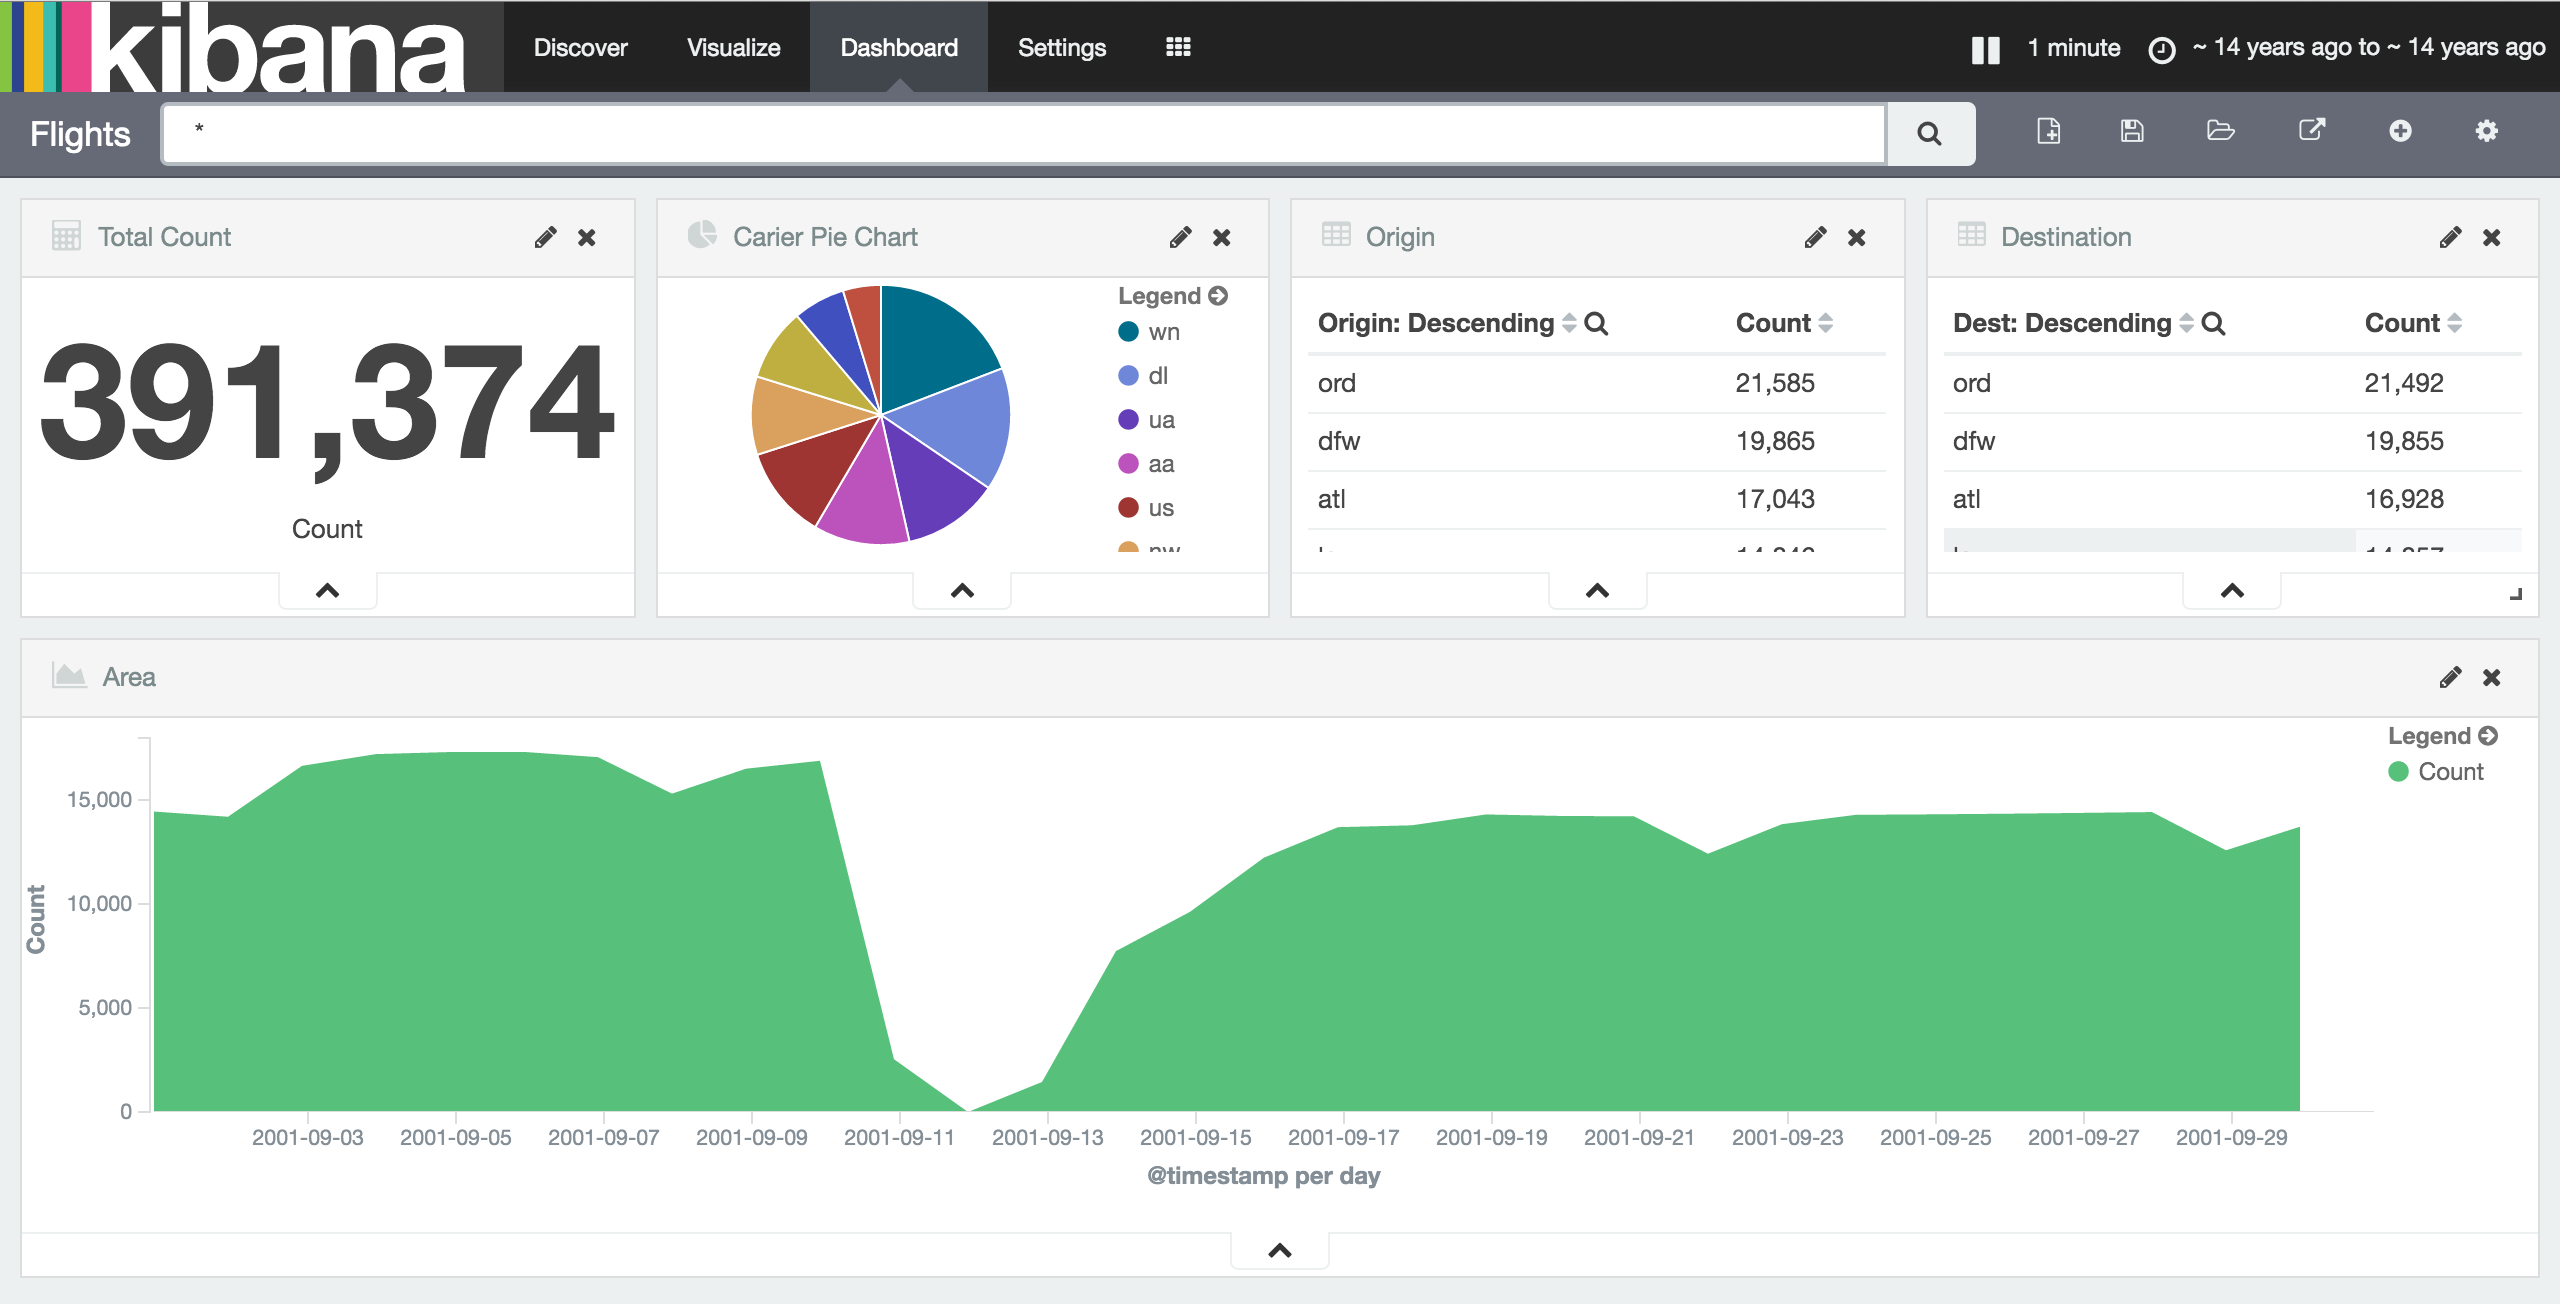 kibana
Discover Visualize Dashboard Settings 1 minute ~ 14 years ago to ~ 14 years ago
Flights *
Total Count
391,374
Count
Carier Pie Chart
Legend
wn
dl
ua
aa
us
nw
Origin
Origin: Descending Count
ord 21,585
dfw 19,865
atl 17,043
Destination
Dest: Descending Count
ord 21,492
dfw 19,855
atl 16,928
Area
Legend
Count
Count
15,000
10,000
5,000
0
2001-09-03 2001-09-05 2001-09-07 2001-09-09 2001-09-11 2001-09-13 2001-09-15 2001-09-17 2001-09-19 2001-09-21 2001-09-23 2001-09-25 2001-09-27 2001-09-29
@timestamp per day